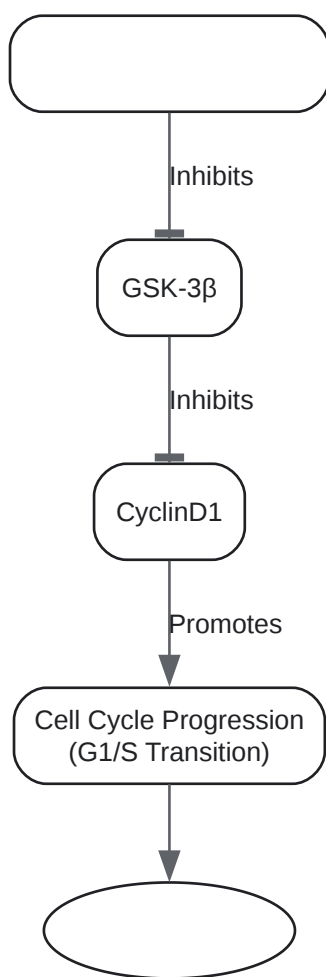 Inhibits
GSK-3β
Inhibits
CyclinD1
Promotes
Cell Cycle Progression
(G1/S Transition)